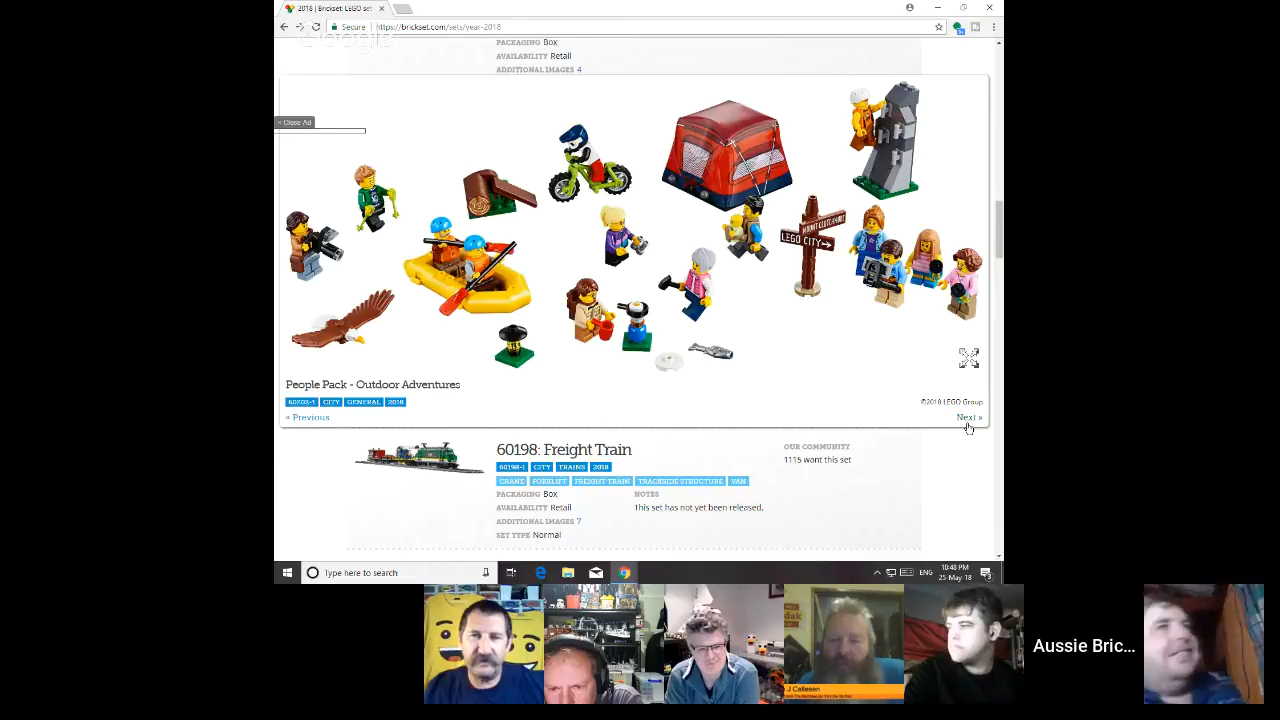 2018 | Brickset: LEGO set
Secure
https://brickset.com/sets/year-2018
Google
PACKAGING Box
AVAILABILITY Retail
ADDITIONAL IMAGES 4
« Close Ad
LEGO CITY
People Pack - Outdoor Adventures
60202-1 CITY GENERAL 2018
©2018 LEGO Group
« Previous
Next »
60198: Freight Train
60198-1 CITY TRAINS 2018
CRANE FORKLIFT FREIGHT TRAIN TRACKSIDE STRUCTURE VAN
PACKAGING Box
AVAILABILITY Retail
ADDITIONAL IMAGES 7
SET TYPE Normal
NOTES
This set has not yet been released.
OUR COMMUNITY
1115 want this set
Type here to search
ENG
10:48 PM
25-May-18
3
J Callesen
Aussie Bric...